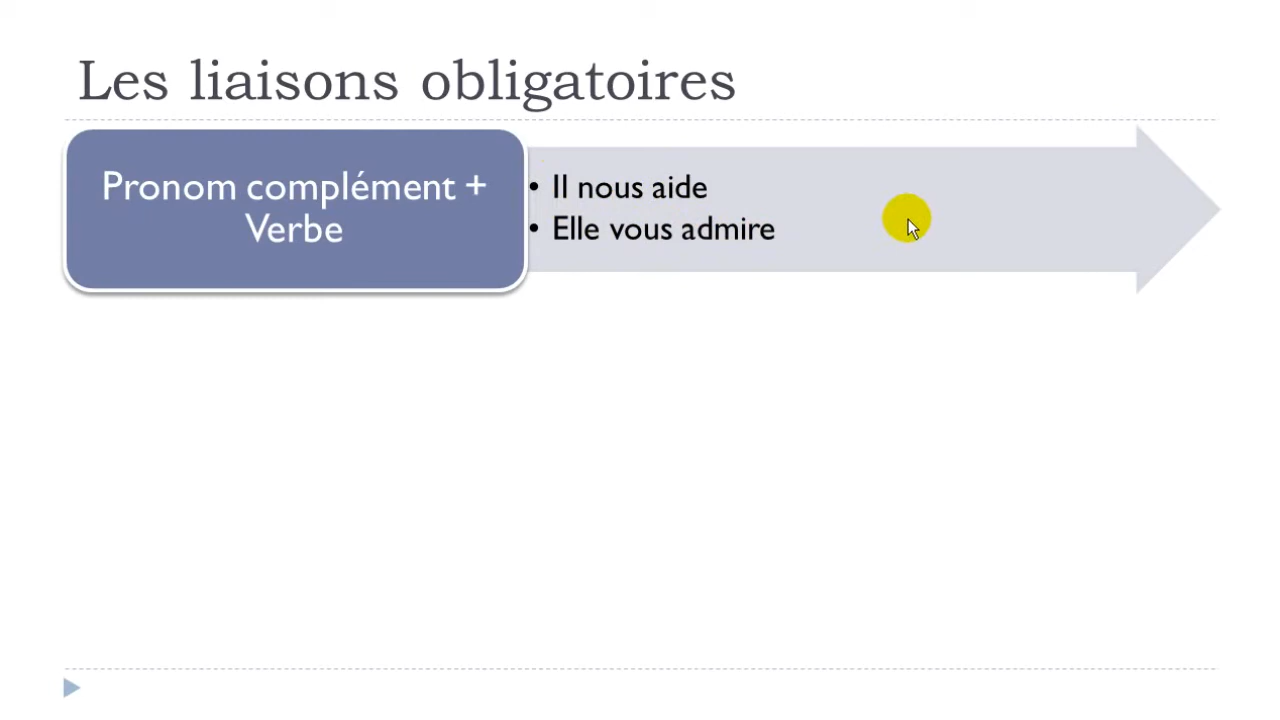 Les liaisons obligatoires
Pronom complément +
Verbe
• Il nous aide
• Elle vous admire